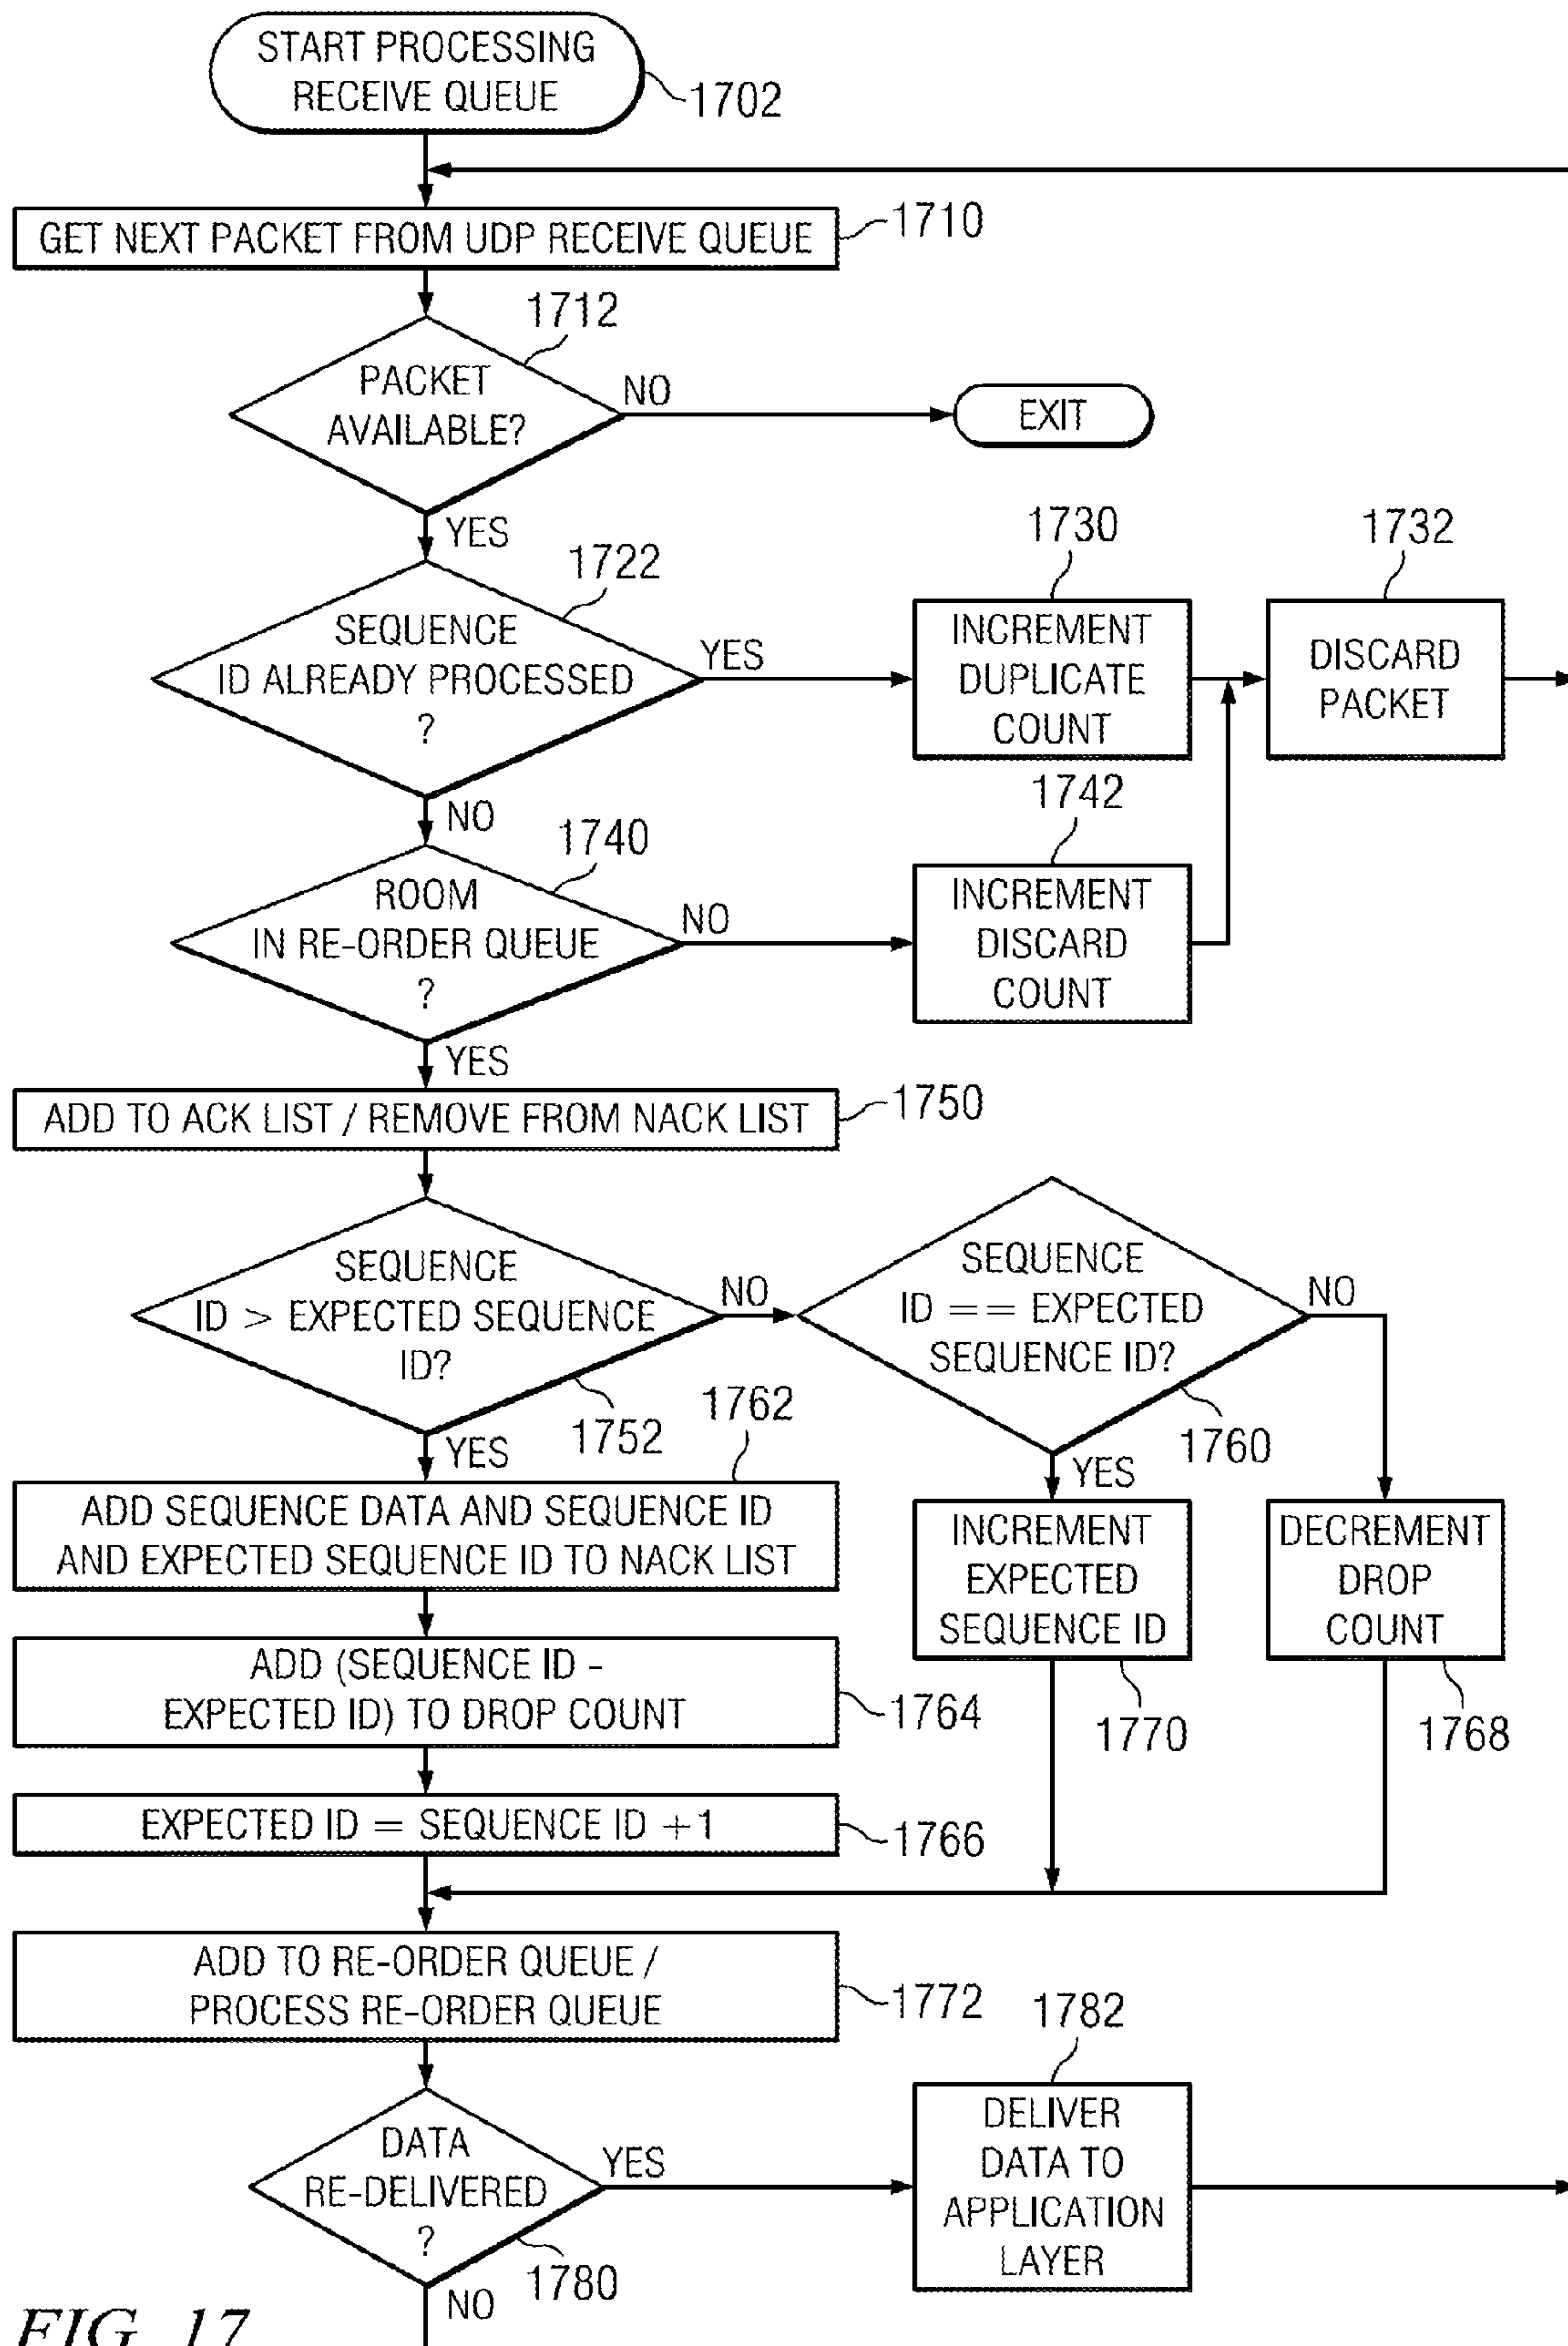 START PROCESSING
RECEIVE QUEUE
1702
GET NEXT PACKET FROM UDP RECEIVE QUEUE
1710
1712
PACKET
AVAILABLE?
NO
EXIT
YES
1722
SEQUENCE
ID ALREADY PROCESSED
?
YES
1730
INCREMENT
DUPLICATE
COUNT
1732
DISCARD
PACKET
NO
1740
ROOM
IN RE-ORDER QUEUE
?
NO
1742
INCREMENT
DISCARD
COUNT
YES
ADD TO ACK LIST / REMOVE FROM NACK LIST
1750
SEQUENCE
ID > EXPECTED SEQUENCE
ID?
NO
1752
SEQUENCE
ID == EXPECTED
SEQUENCE ID?
NO
1760
YES
1762
ADD SEQUENCE DATA AND SEQUENCE ID
AND EXPECTED SEQUENCE ID TO NACK LIST
YES
INCREMENT
EXPECTED
SEQUENCE ID
1770
DECREMENT
DROP
COUNT
1768
ADD (SEQUENCE ID -
EXPECTED ID) TO DROP COUNT
1764
EXPECTED ID = SEQUENCE ID +1
1766
ADD TO RE-ORDER QUEUE /
PROCESS RE-ORDER QUEUE
1772
DATA
RE-DELIVERED
?
YES
1780
1782
DELIVER
DATA TO
APPLICATION
LAYER
NO
FIG. 17